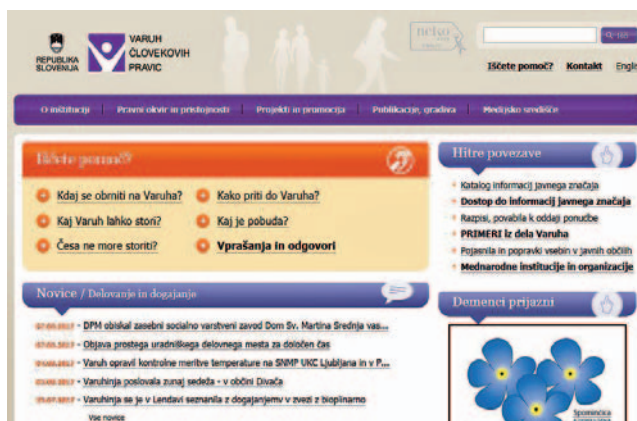 REPUBLIKA
SLOVENIJA
VARUH
ČLOVEKOVIH
PRAVIC
Iščete pomoč? Kontakt Engle
O inštituciji Pravni okvir in pristojnosti Projekti in promocija Publikacije, gradiva Medijsko središče
Iščete pomoč?
Kdaj se obrniti na Varuha? Kako priti do Varuha?
Kaj Varuh lahko stori? Kaj je pobuda?
Česa ne more storiti? Vprašanja in odgovori
Novice / Delovanje in dogajanje
- DPM obiskal zasebni socialno varstveni zavod Dom Sv. Martina Srednja vas...
- Objava prostega uradniškega delovnega mesta za določen čas
- Varuh opravil kontrolne meritve temperature na SNMP UKC Ljubljana in v P...
- Varuhinja poslovala zunaj sedeža - v občini Divača
- Varuhinja se je v Lendavi seznanila z dogajanjemv v zvezi z bioplinarno
Vse novice
Hitre povezave
Katalog informacij javnega značaja
Dostop do informacij javnega značaja
Razpisi, povabila k oddaji ponudbe
PRIMERI iz dela Varuha
Pojasnila in popravki vsebin v javnih občilih
Mednarodne institucije in organizacije
Demenci prijazni
Spominčica